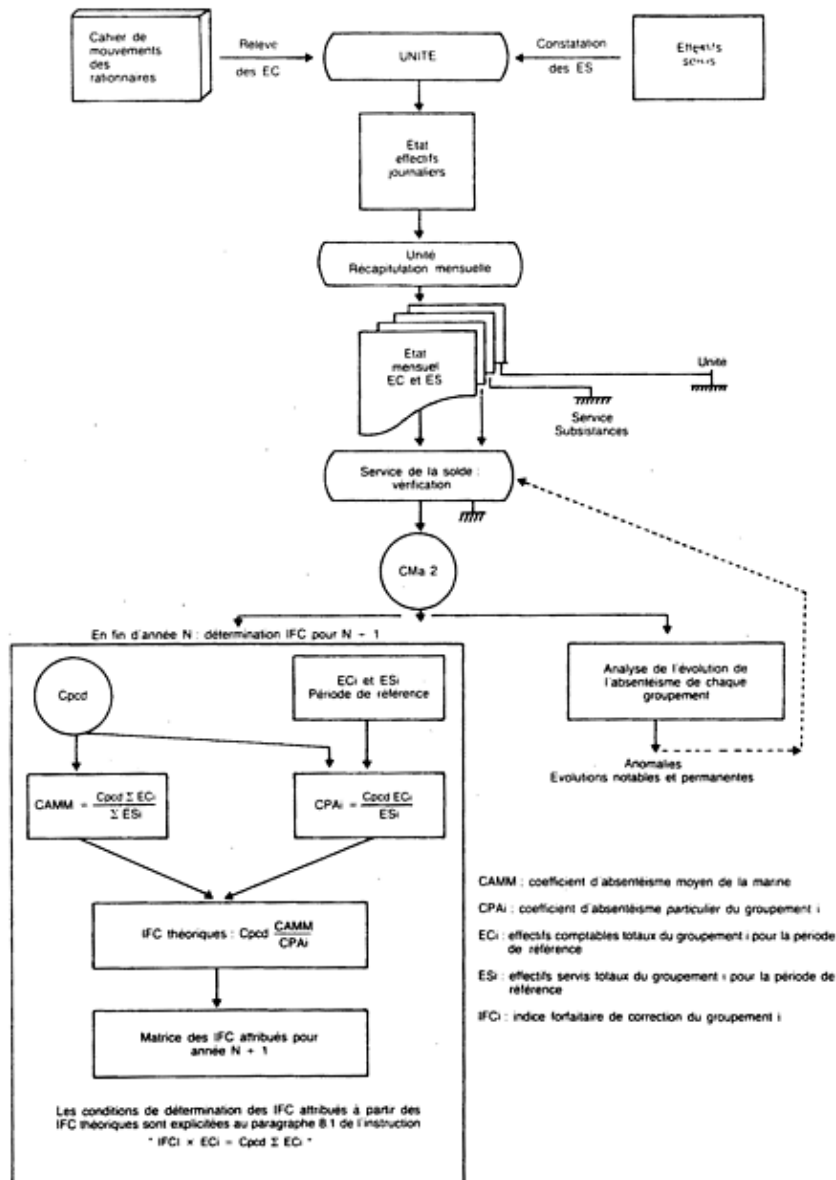 Cahier de
mouvements
des
rationnaires
Relevé
des EC
UNITE
Constatation
des ES
Effectifs
servis
Etat
effectifs
journaliers
Unité
Récapitulation mensuelle
Etat
mensuel
EC et ES
Unité
Service
Subsistances
Service de la solde :
vérification
CMa 2
En fin d'année N : détermination IFC pour N + 1
Cpcd
ECi et ESi
Période de référence
Analyse de l'évolution de
l'absentéisme de chaque
groupement
Anomalies
Evolutions notables et permanentes
CAMM = Cpcd Σ ECi / Σ ESi
CPAi = Cpcd ECi / ESi
IFC théoriques : Cpcd CAMM / CPAi
Matrice des IFC attribués pour
année N + 1
CAMM : coefficient d'absentéisme moyen de la marine
CPAi : coefficient d'absentéisme particulier du groupement i
ECi : effectifs comptables totaux du groupement i pour la période
de référence
ESi : effectifs servis totaux du groupement i pour la période de
référence
IFCi : indice forfaitaire de correction du groupement i
Les conditions de détermination des IFC attribués à partir des
IFC théoriques sont explicitées au paragraphe 8.1 de l'instruction
" IFCI × ECi = Cpcd Σ ECi "